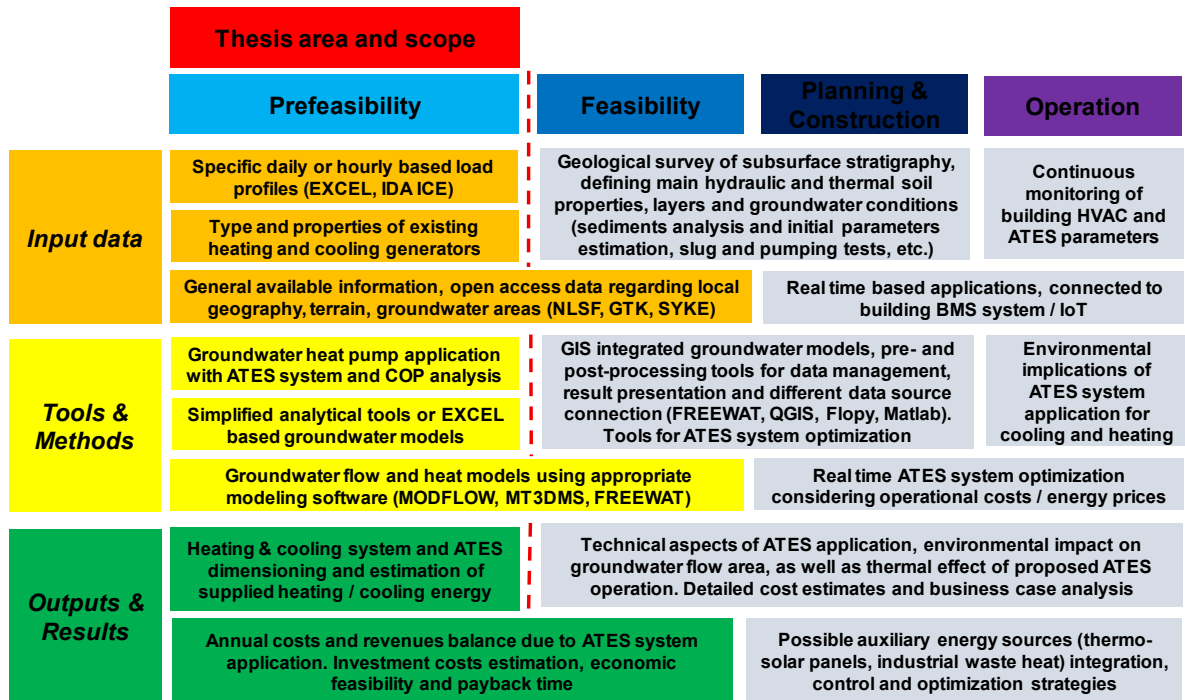 Thesis area and scope
Prefeasibility
Feasibility
Planning &
Construction
Operation
Input data
Specific daily or hourly based load
profiles (EXCEL, IDA ICE)
Type and properties of existing
heating and cooling generators
Geological survey of subsurface stratigraphy,
defining main hydraulic and thermal soil
properties, layers and groundwater conditions
(sediments analysis and initial parameters
estimation, slug and pumping tests, etc.)
Continuous
monitoring of
building HVAC and
ATES parameters
General available information, open access data regarding local
geography, terrain, groundwater areas (NLSF, GTK, SYKE)
Real time based applications, connected to
building BMS system / IoT
Tools &
Methods
Groundwater heat pump application
with ATES system and COP analysis
Simplified analytical tools or EXCEL
based groundwater models
GIS integrated groundwater models, pre- and
post-processing tools for data management,
result presentation and different data source
connection (FREEWAT, QGIS, Flopy, Matlab).
Tools for ATES system optimization
Environmental
implications of
ATES system
application for
cooling and heating
Groundwater flow and heat models using appropriate
modeling software (MODFLOW, MT3DMS, FREEWAT)
Real time ATES system optimization
considering operational costs / energy prices
Outputs &
Results
Heating & cooling system and ATES
dimensioning and estimation of
supplied heating / cooling energy
Technical aspects of ATES application, environmental impact on
groundwater flow area, as well as thermal effect of proposed ATES
operation. Detailed cost estimates and business case analysis
Annual costs and revenues balance due to ATES system
application. Investment costs estimation, economic
feasibility and payback time
Possible auxiliary energy sources (thermo-
solar panels, industrial waste heat) integration,
control and optimization strategies